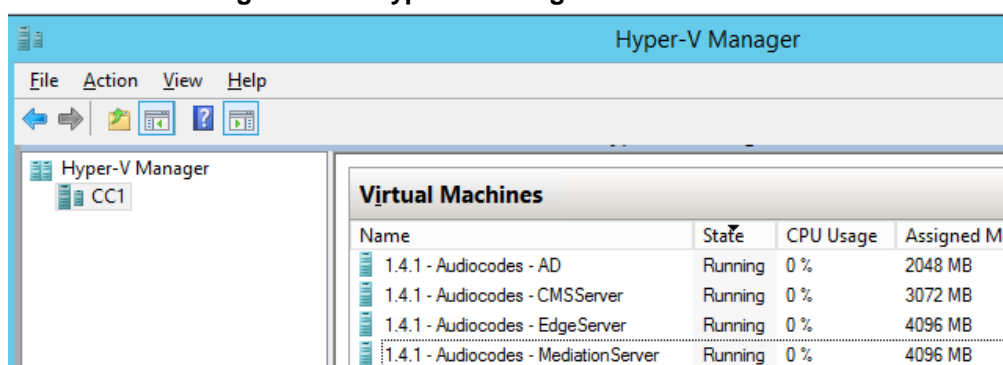 Hyper-V Manager
File Action View Help
Hyper-V Manager
CC1
Virtual Machines
Name State CPU Usage Assigned M
1.4.1 - Audiocodes - AD Running 0 % 2048 MB
1.4.1 - Audiocodes - CMSServer Running 0 % 3072 MB
1.4.1 - Audiocodes - EdgeServer Running 0 % 4096 MB
1.4.1 - Audiocodes - MediationServer Running 0 % 4096 MB